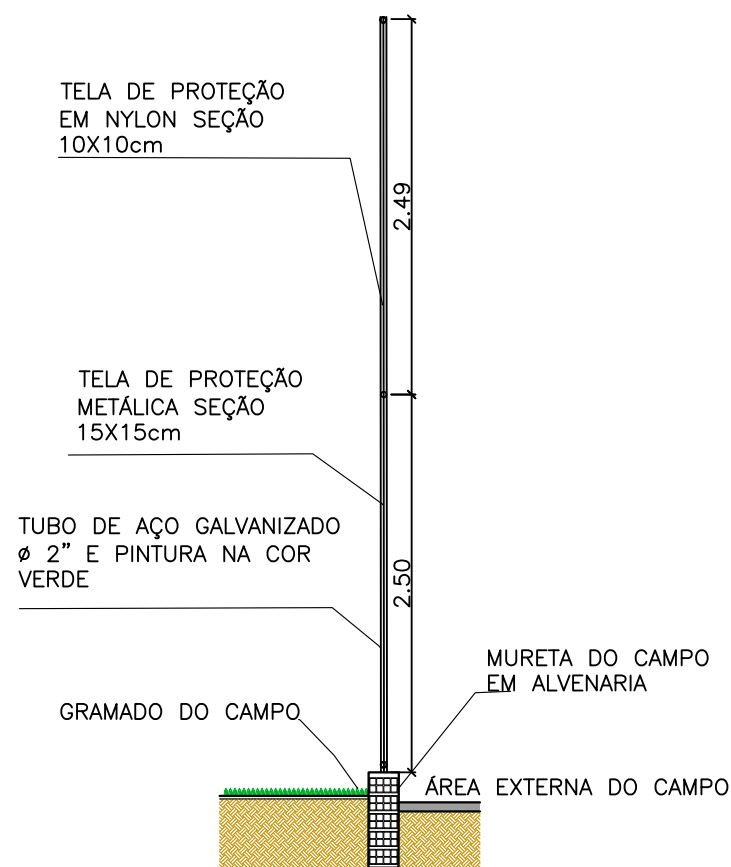 TELA DE PROTEÇÃO
EM NYLON SEÇÃO
10X10cm
2.49
TELA DE PROTEÇÃO
METÁLICA SEÇÃO
15X15cm
TUBO DE AÇO GALVANIZADO
ø 2" E PINTURA NA COR
VERDE
2.50
MURETA DO CAMPO
EM ALVENARIA
GRAMADO DO CAMPO
ÁREA EXTERNA DO CAMPO